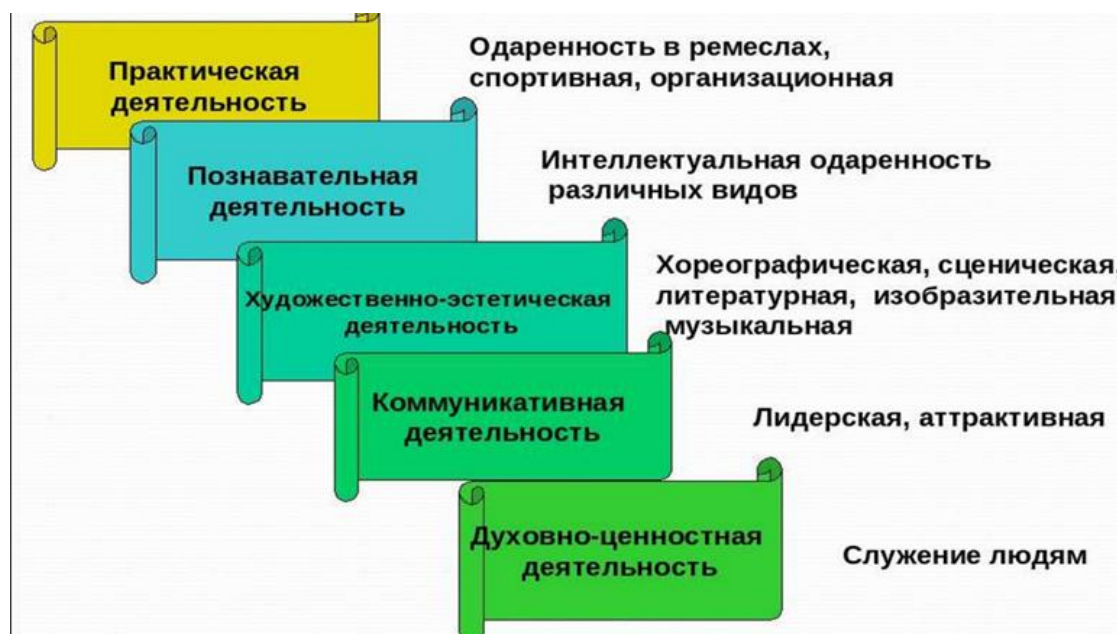 Практическая
деятельность
Одаренность в ремеслах,
спортивная, организационная
Познавательная
деятельность
Интеллектуальная одаренность
различных видов
Художественно-эстетическая
деятельность
Хореографическая, сценическая,
литературная, изобразительная
музыкальная
Коммуникативная
деятельность
Лидерская, аттрактивная
Духовно-ценностная
деятельность
Служение людям